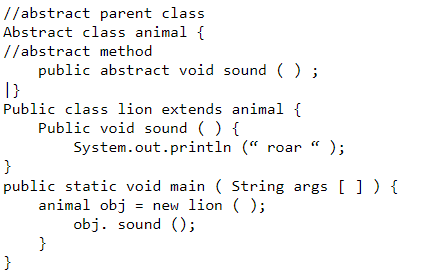 //abstract parent class
Abstract class animal {
//abstract method
public abstract void sound ( ) ;
|}
Public class lion extends animal {
Public void sound ( ) {
System.out.println (“ roar “ );
}
public static void main ( String args [ ] ) {
animal obj = new lion ( );
obj. sound ();
}
}